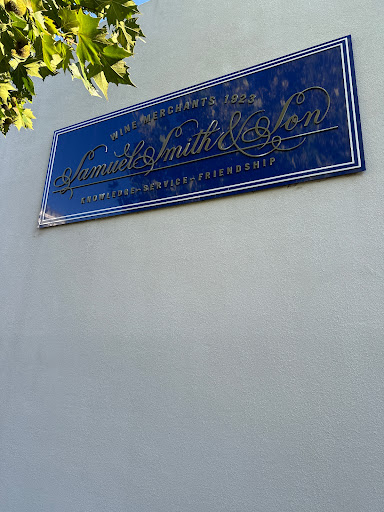 WINE MERCHANTS 1923
Samuel Smith & Son
KNOWLEDGE-SERVICE-FRIENDSHIP